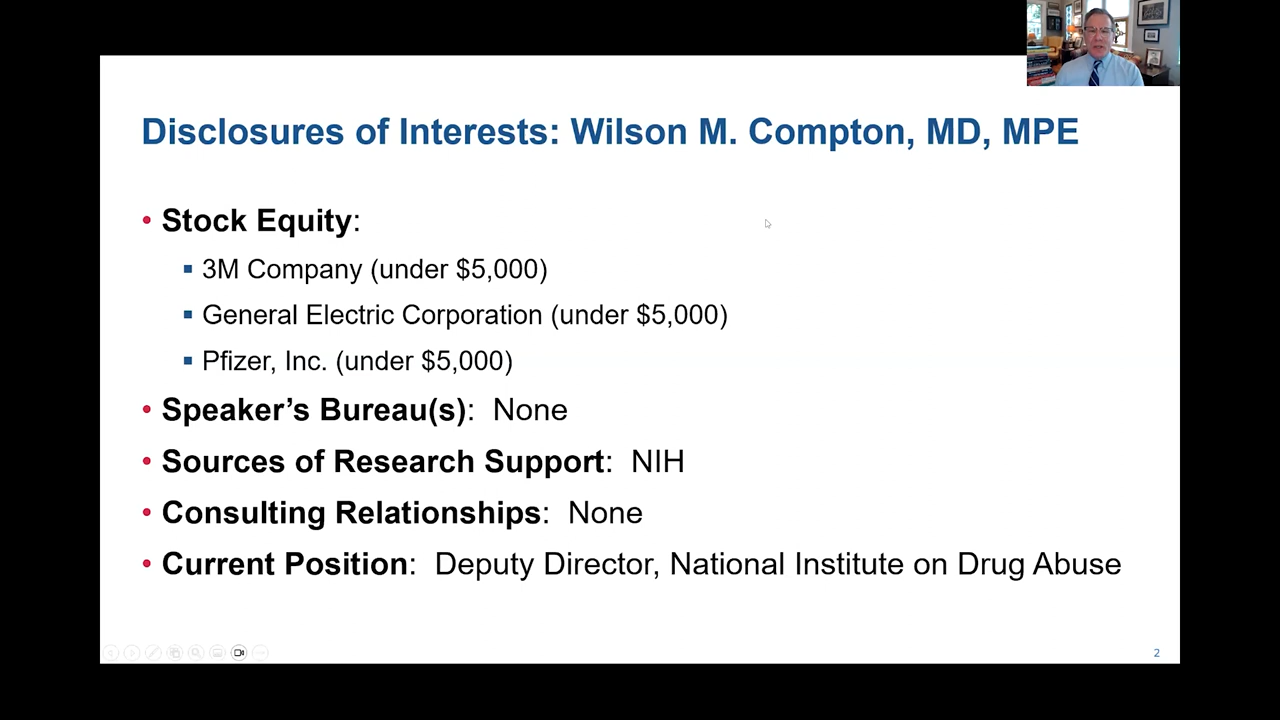 Disclosures of Interests: Wilson M. Compton, MD, MPE
• Stock Equity:
▪ 3M Company (under $5,000)
▪ General Electric Corporation (under $5,000)
▪ Pfizer, Inc. (under $5,000)
• Speaker’s Bureau(s): None
• Sources of Research Support: NIH
• Consulting Relationships: None
• Current Position: Deputy Director, National Institute on Drug Abuse
2